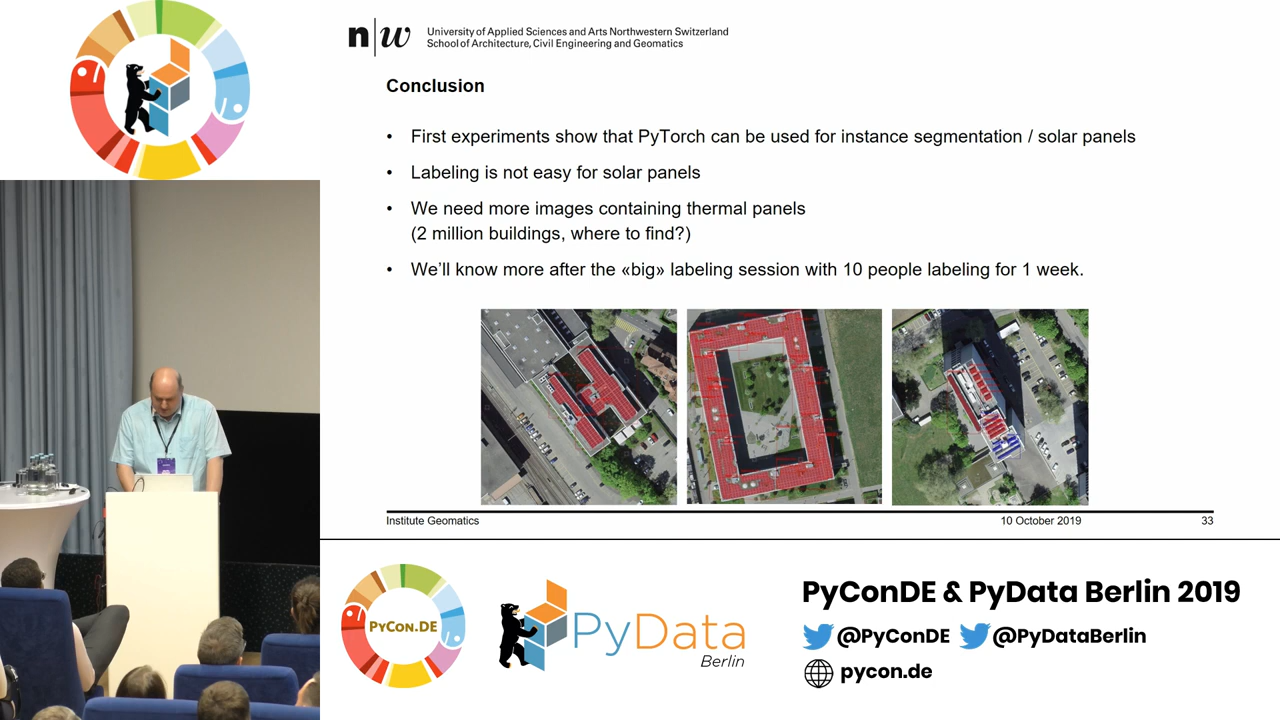 n|w
University of Applied Sciences and Arts Northwestern Switzerland
School of Architecture, Civil Engineering and Geomatics
Conclusion
• First experiments show that PyTorch can be used for instance segmentation / solar panels
• Labeling is not easy for solar panels
• We need more images containing thermal panels
(2 million buildings, where to find?)
• We'll know more after the «big» labeling session with 10 people labeling for 1 week.
Institute Geomatics
10 October 2019
33
PYCON.DE
PyData
Berlin
PyConDE & PyData Berlin 2019
@PyConDE @PyDataBerlin
pycon.de